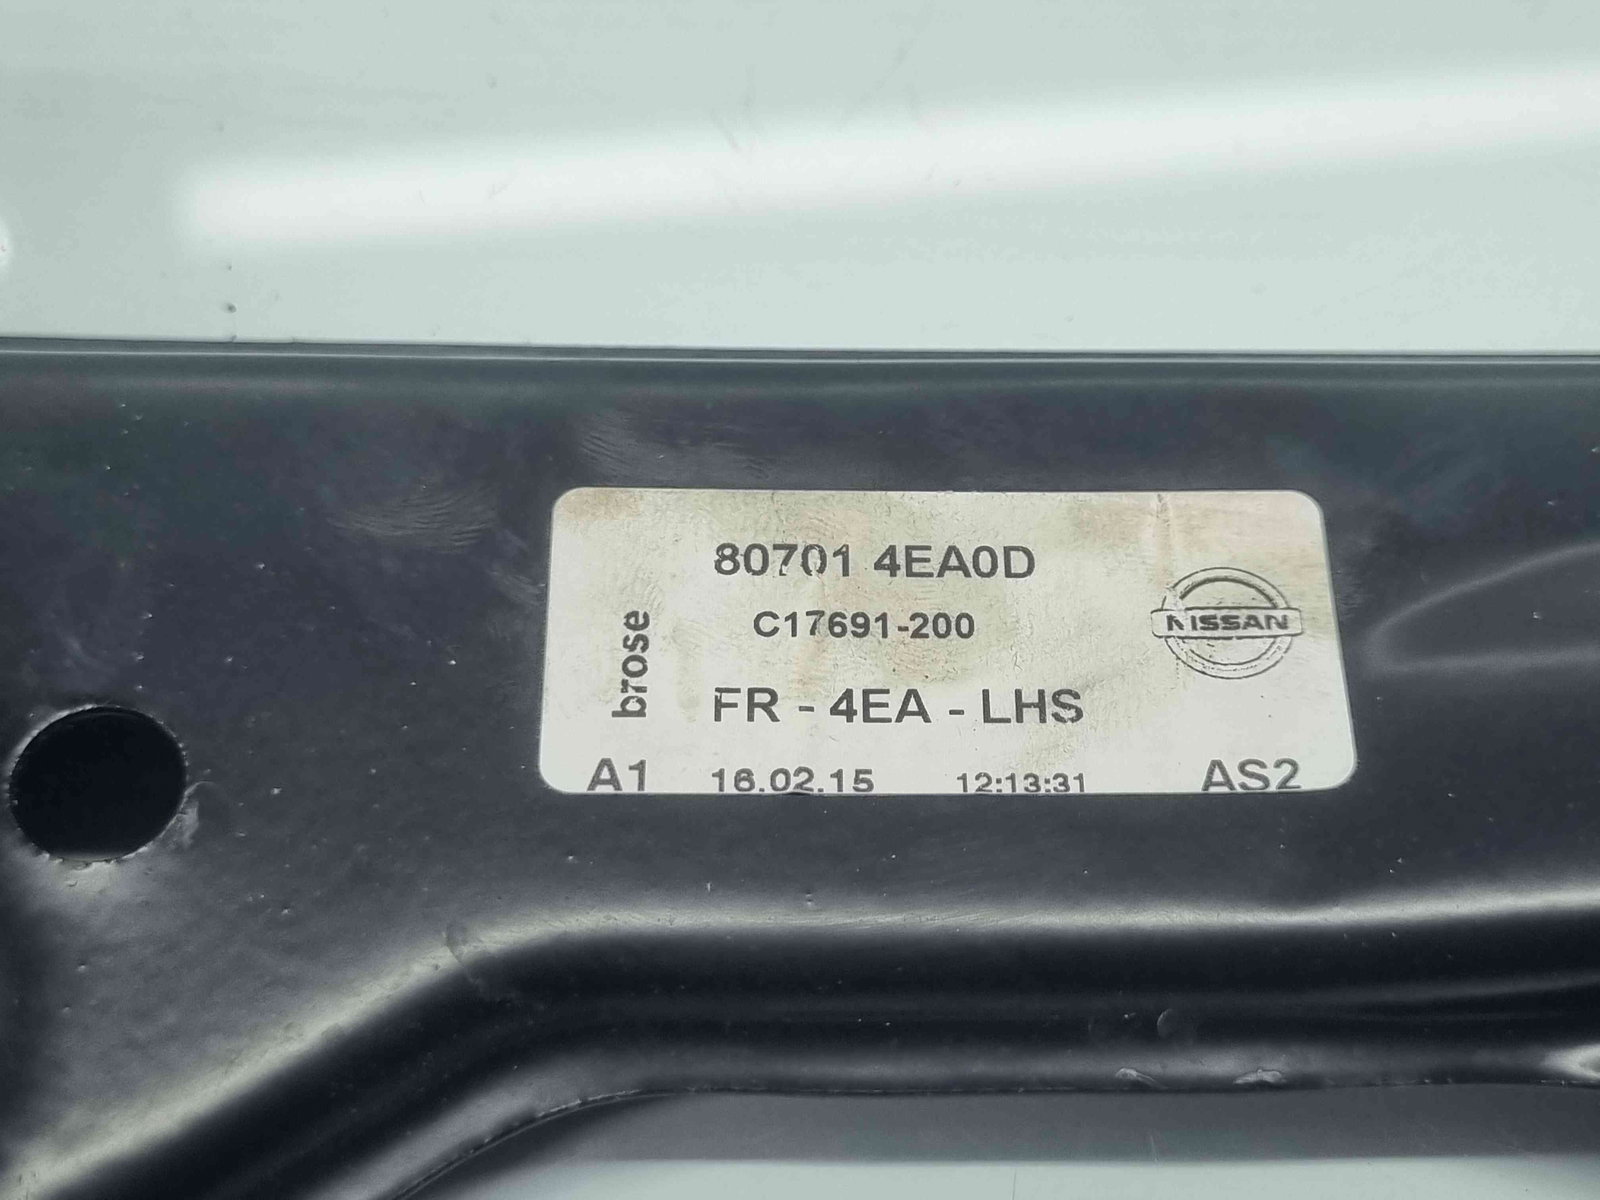 80701 4EA0D
C17691-200
NISSAN
brose
FR - 4EA - LHS
A1 16.02.15 12:13:31 AS2